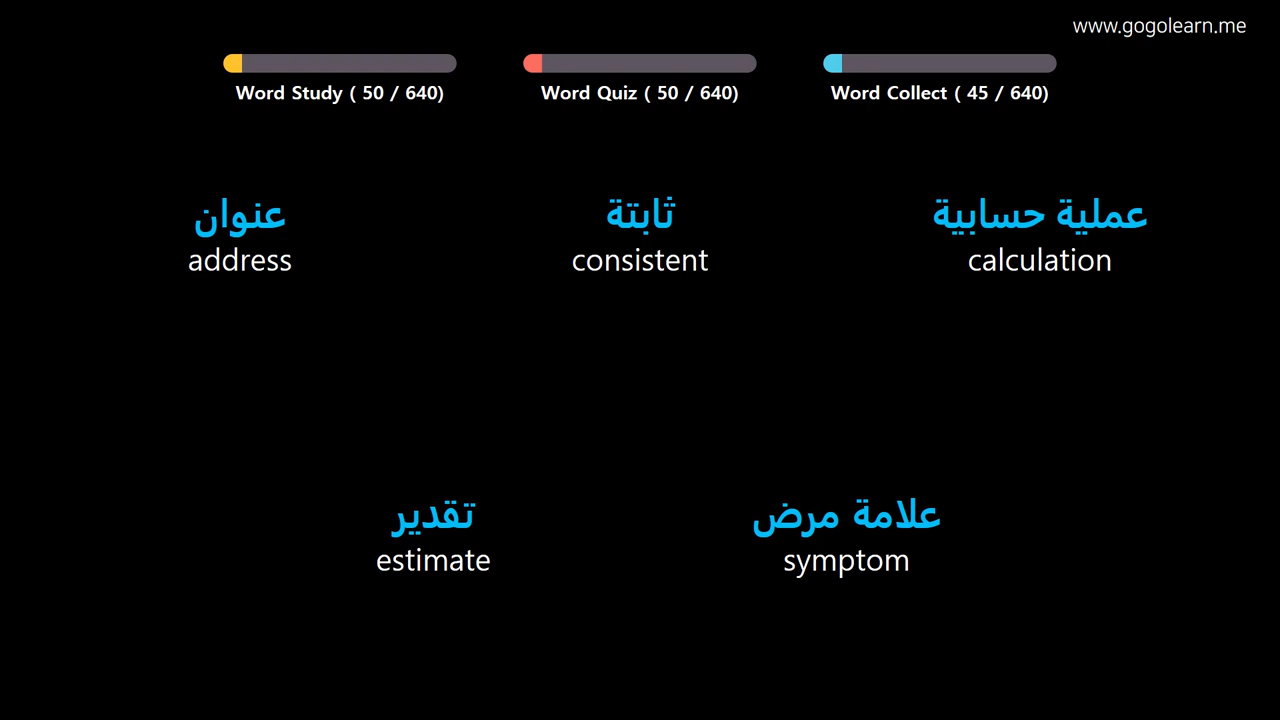 www.gogolearn.me
Word Study ( 50 / 640)
Word Quiz ( 50 / 640)
Word Collect ( 45 / 640)
عنوان
address
ثابتة
consistent
عملية حسابية
calculation
تقدير
estimate
علامة مرض
symptom